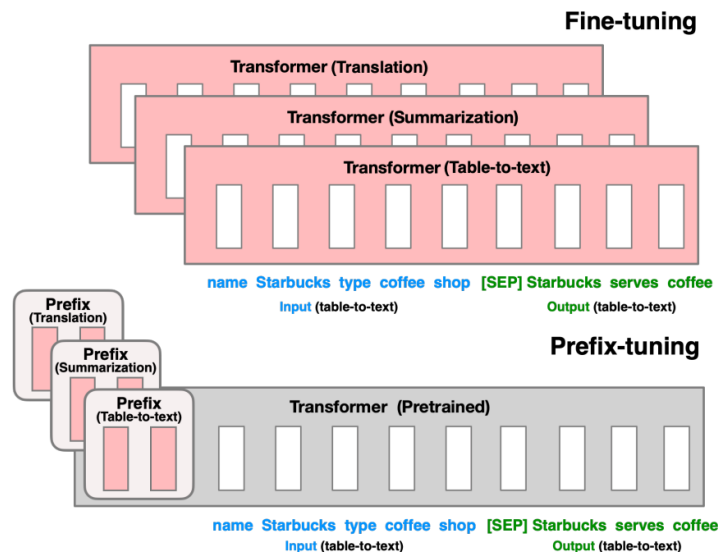 Fine-tuning
Transformer (Translation)
Transformer (Summarization)
Transformer (Table-to-text)
name Starbucks type coffee shop [SEP] Starbucks serves coffee
Input (table-to-text) Output (table-to-text)
Prefix-tuning
Prefix
(Translation)
Prefix
(Summarization)
Prefix
(Table-to-text)
Transformer (Pretrained)
name Starbucks type coffee shop [SEP] Starbucks serves coffee
Input (table-to-text) Output (table-to-text)